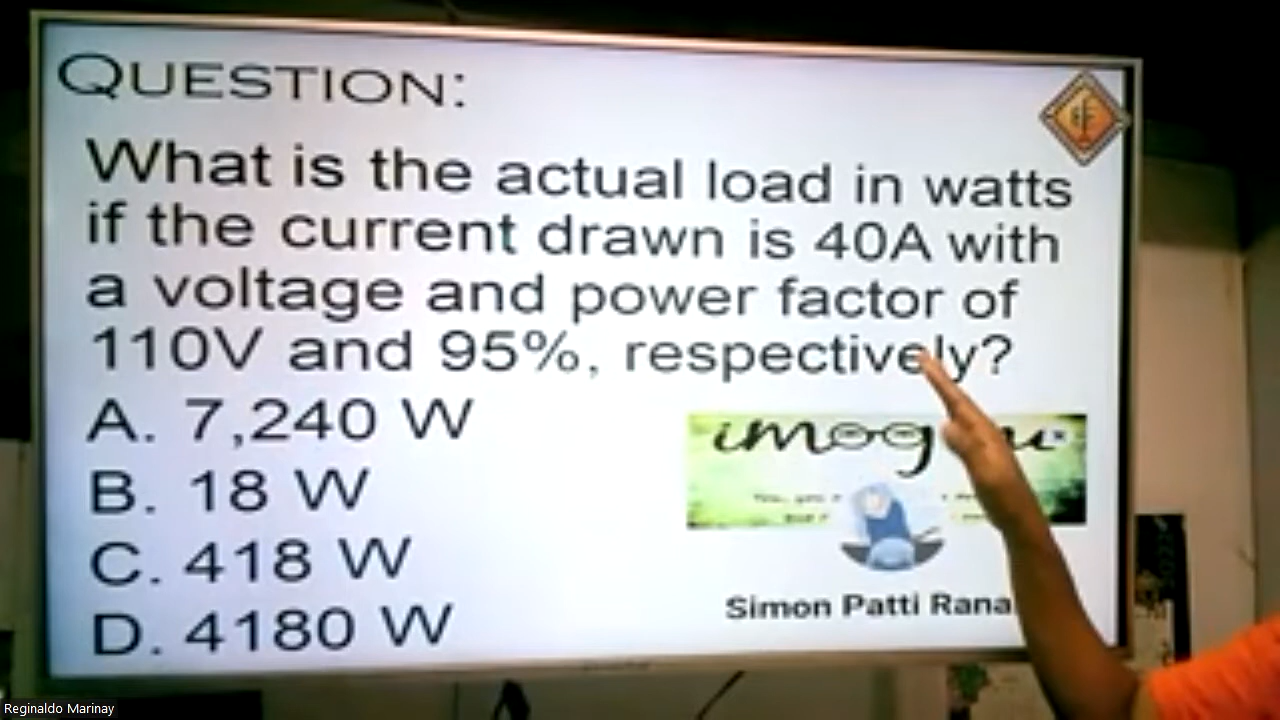 QUESTION:
What is the actual load in watts
if the current drawn is 40A with
a voltage and power factor of
110V and 95%, respectively?
A. 7,240 W
B. 18 W
C. 418 W
D. 4180 W
Simon Patti
Reginaldo Marinay